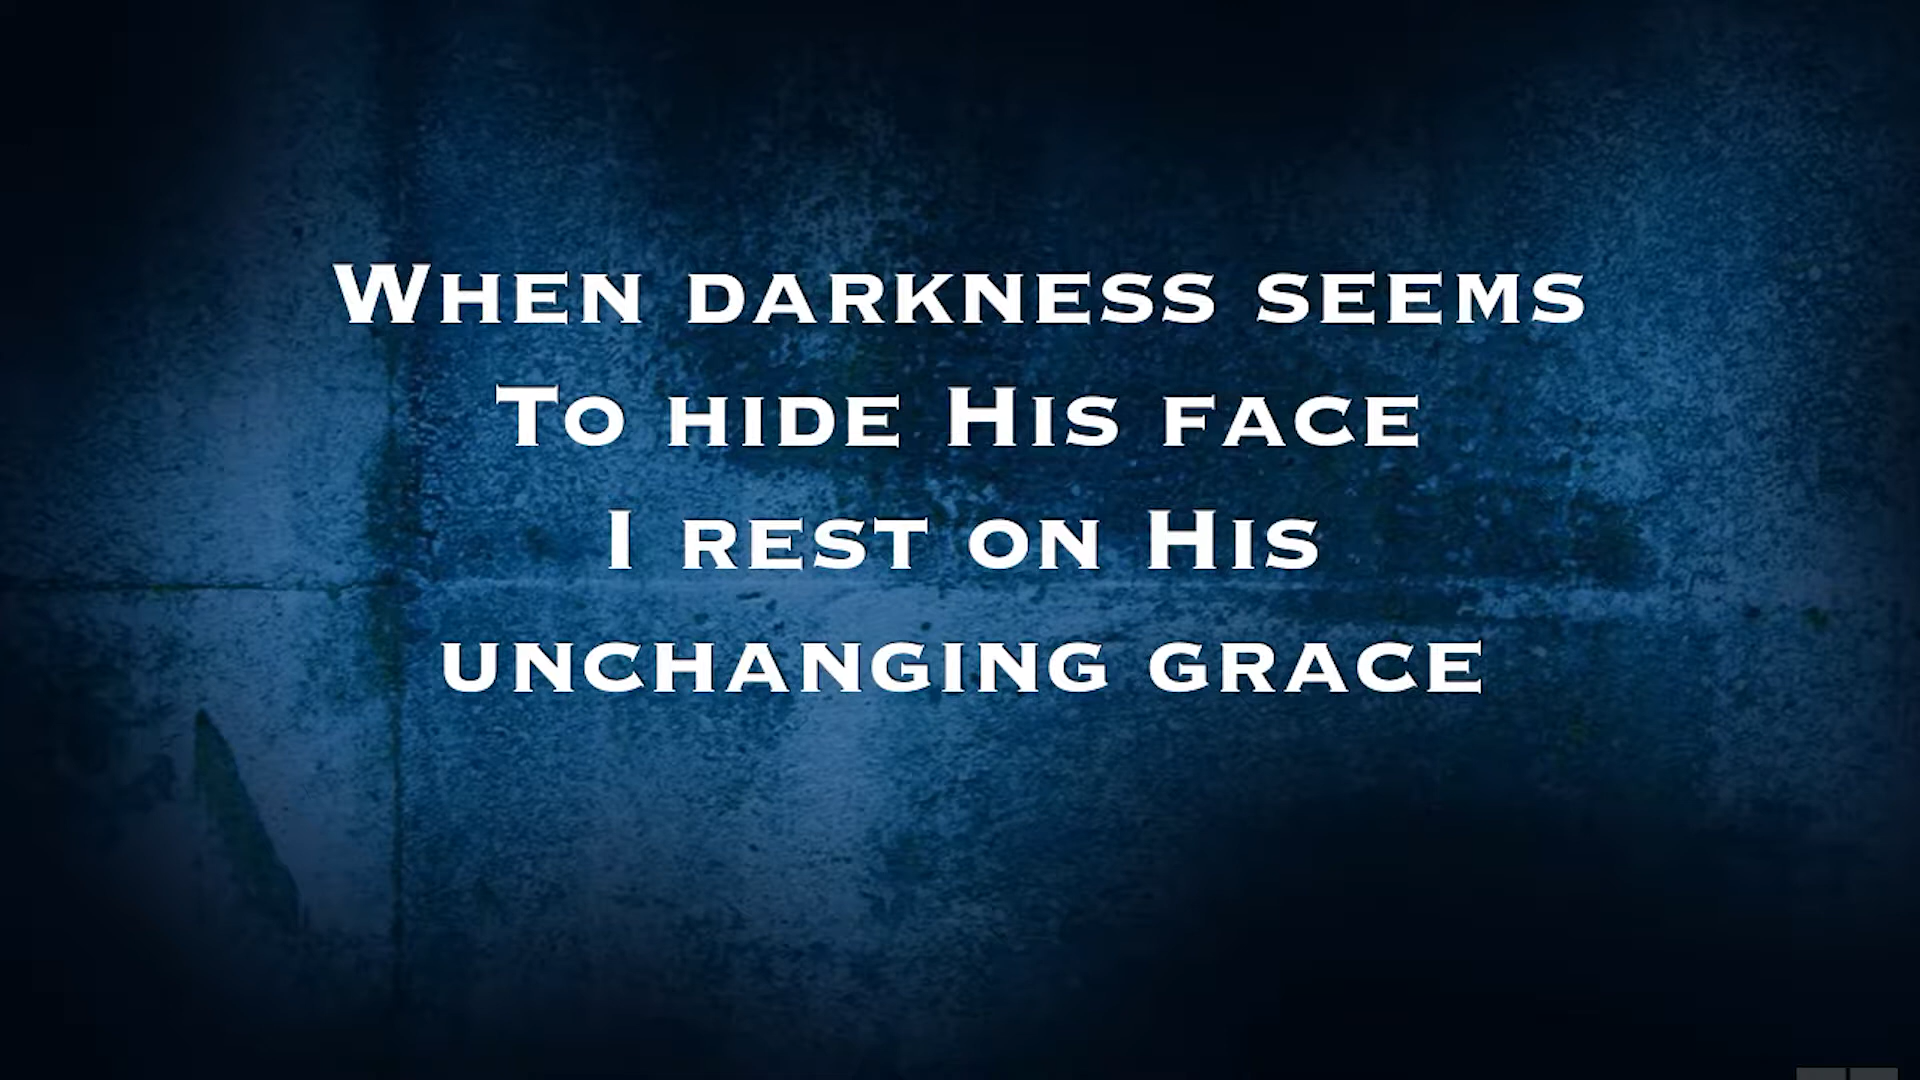 When darkness seems
To hide His face
I rest on His
unchanging grace